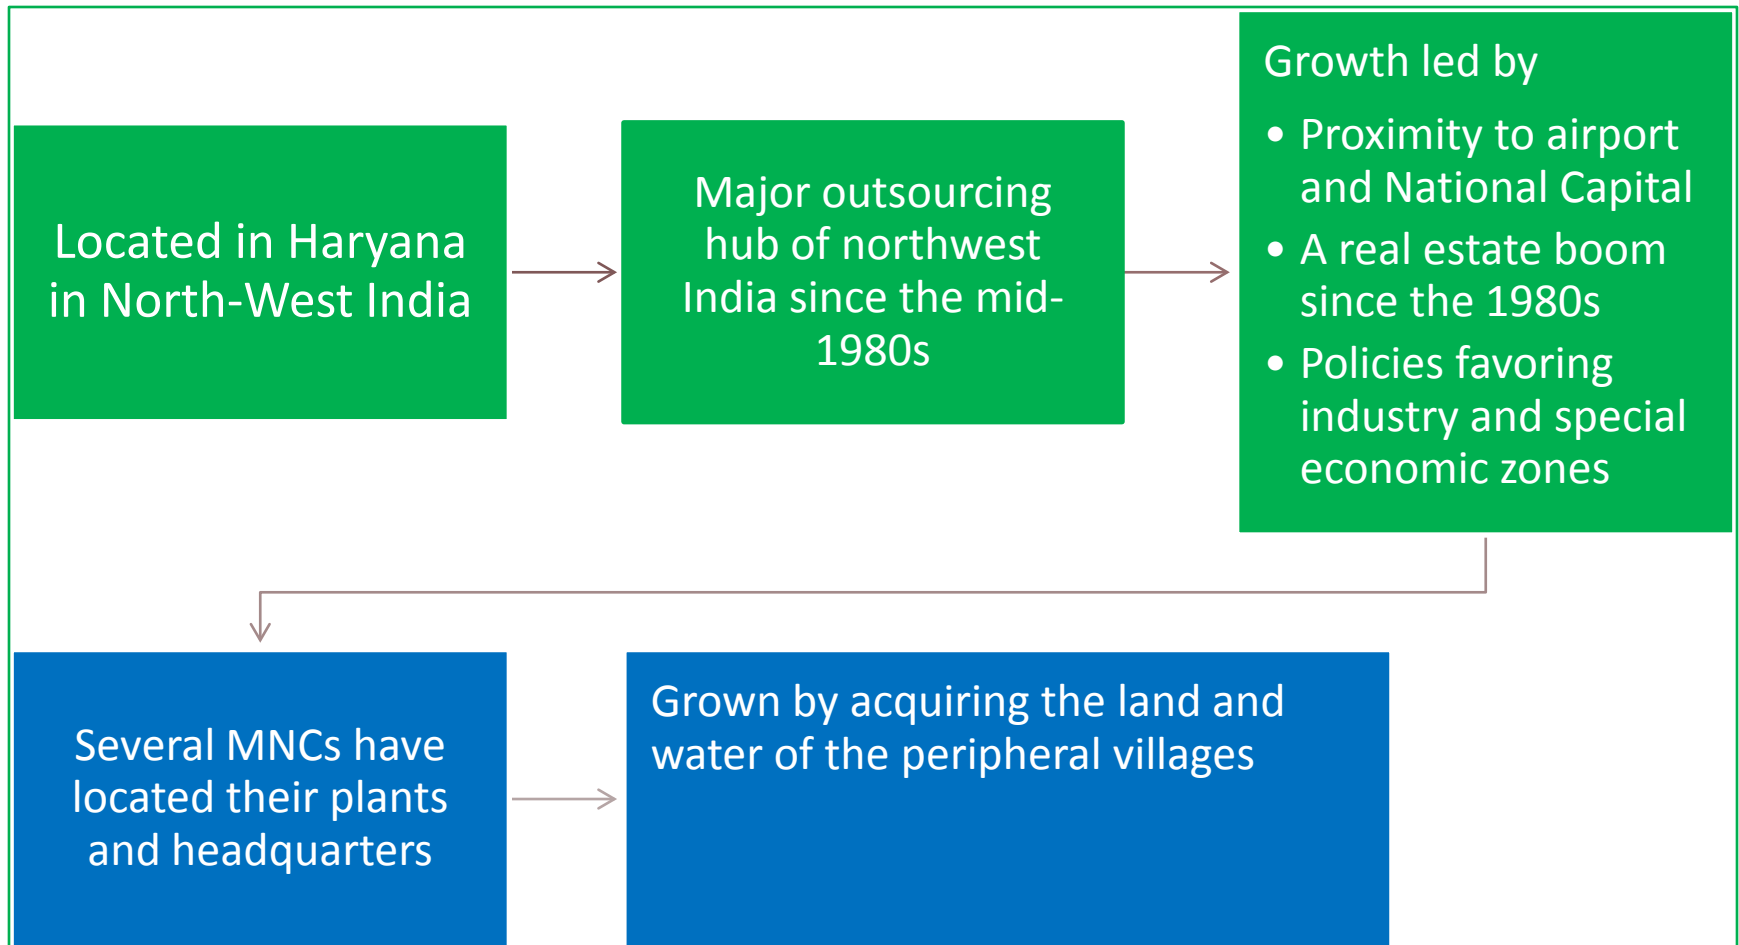 Located in Haryana
in North-West India
Major outsourcing
hub of northwest
India since the mid-
1980s
Growth led by
• Proximity to airport
and National Capital
• A real estate boom
since the 1980s
• Policies favoring
industry and special
economic zones
Several MNCs have
located their plants
and headquarters
Grown by acquiring the land and
water of the peripheral villages